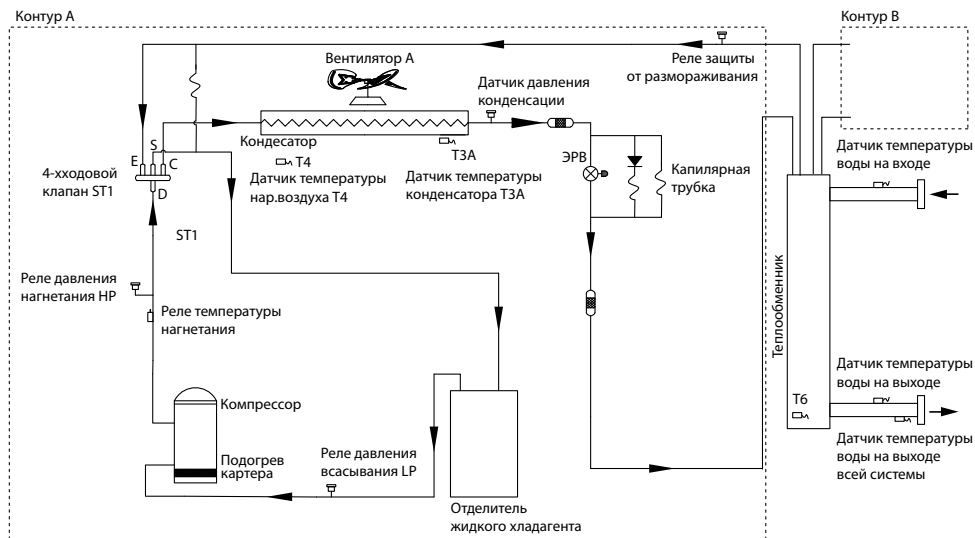 Контур А
Контур В
Вентилятор А
Реле защиты
от размораживания
Датчик давления
конденсации
Кондесатор
T4
T3A
ЭРВ
Капилярная
трубка
Датчик температуры
воды на входе
E
S
C
D
4-хходовой
клапан ST1
Датчик температуры
нар.воздуха T4
Датчик температуры
конденсатора T3A
ST1
Реле давления
нагнетания HP
Реле температуры
нагнетания
Теплообменник
Датчик температуры
воды на выходе
T6
Компрессор
Подогрев
картера
Реле давления
всасывания LP
Датчик температуры
воды на выходе
всей системы
Отделитель
жидкого хладагента